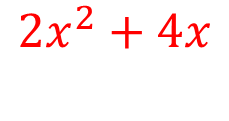 2x² + 4x